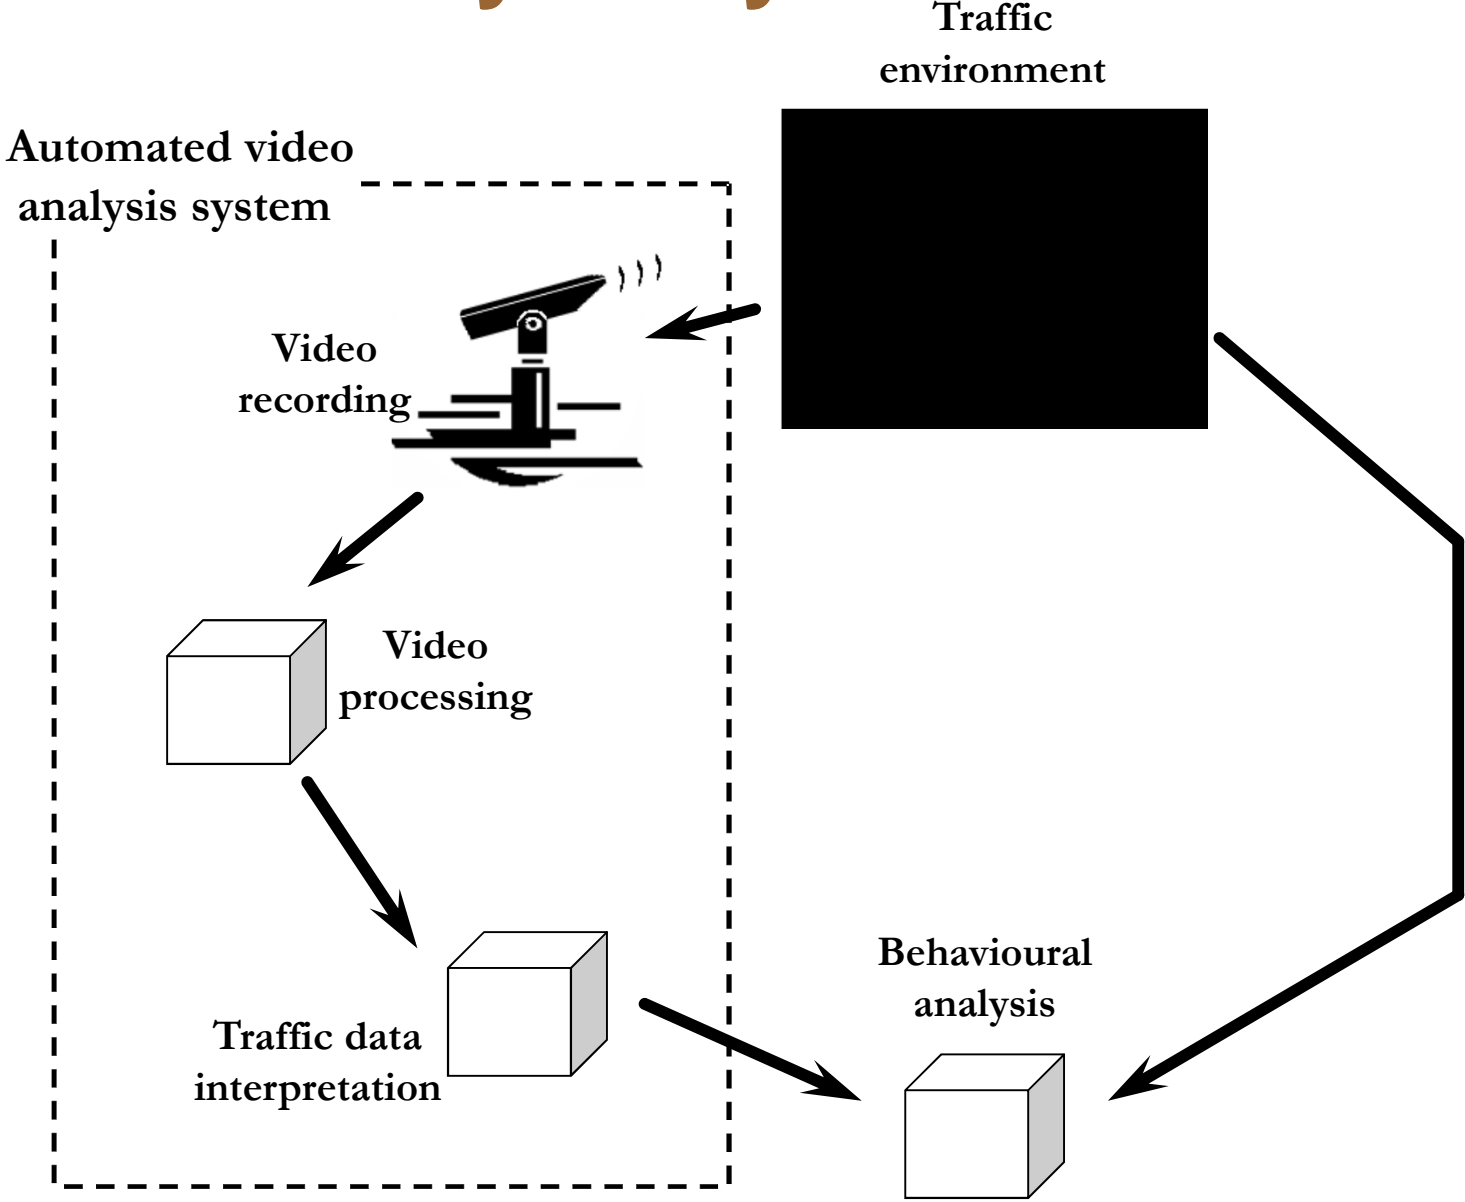 Traffic
environment
Automated video
analysis system
Video
recording
Video
processing
Traffic data
interpretation
Behavioural
analysis